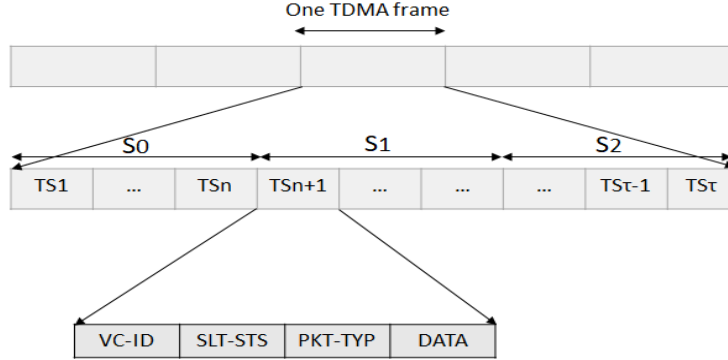 One TDMA frame
S0 S1 S2
TS1 ... TSn TSn+1 ... ... ... TSτ-1 TSτ
VC-ID SLT-STS PKT-TYP DATA